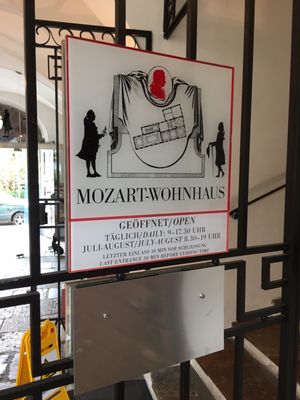 MOZART-WOHNHAUS
GEÖFFNET/OPEN
TÄGLICH/DAILY: 9–17.30 UHR
JULI-AUGUST/JULY-AUGUST 8.30–19 UHR
LETZTER EINLASS 30 MIN VOR SCHLIESSUNG
LAST ENTRANCE 30 MIN BEFORE CLOSING TIME